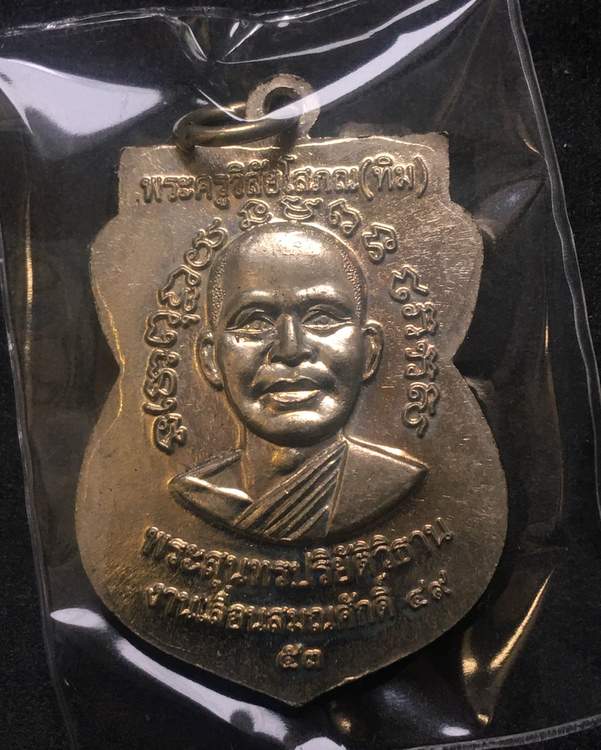 พระครูวิสัยโสภณ(ทิม)
พระสุนทรปริยัติวิธาน
งานเลื่อนสมณศักดิ์ ๔๙
๕๓